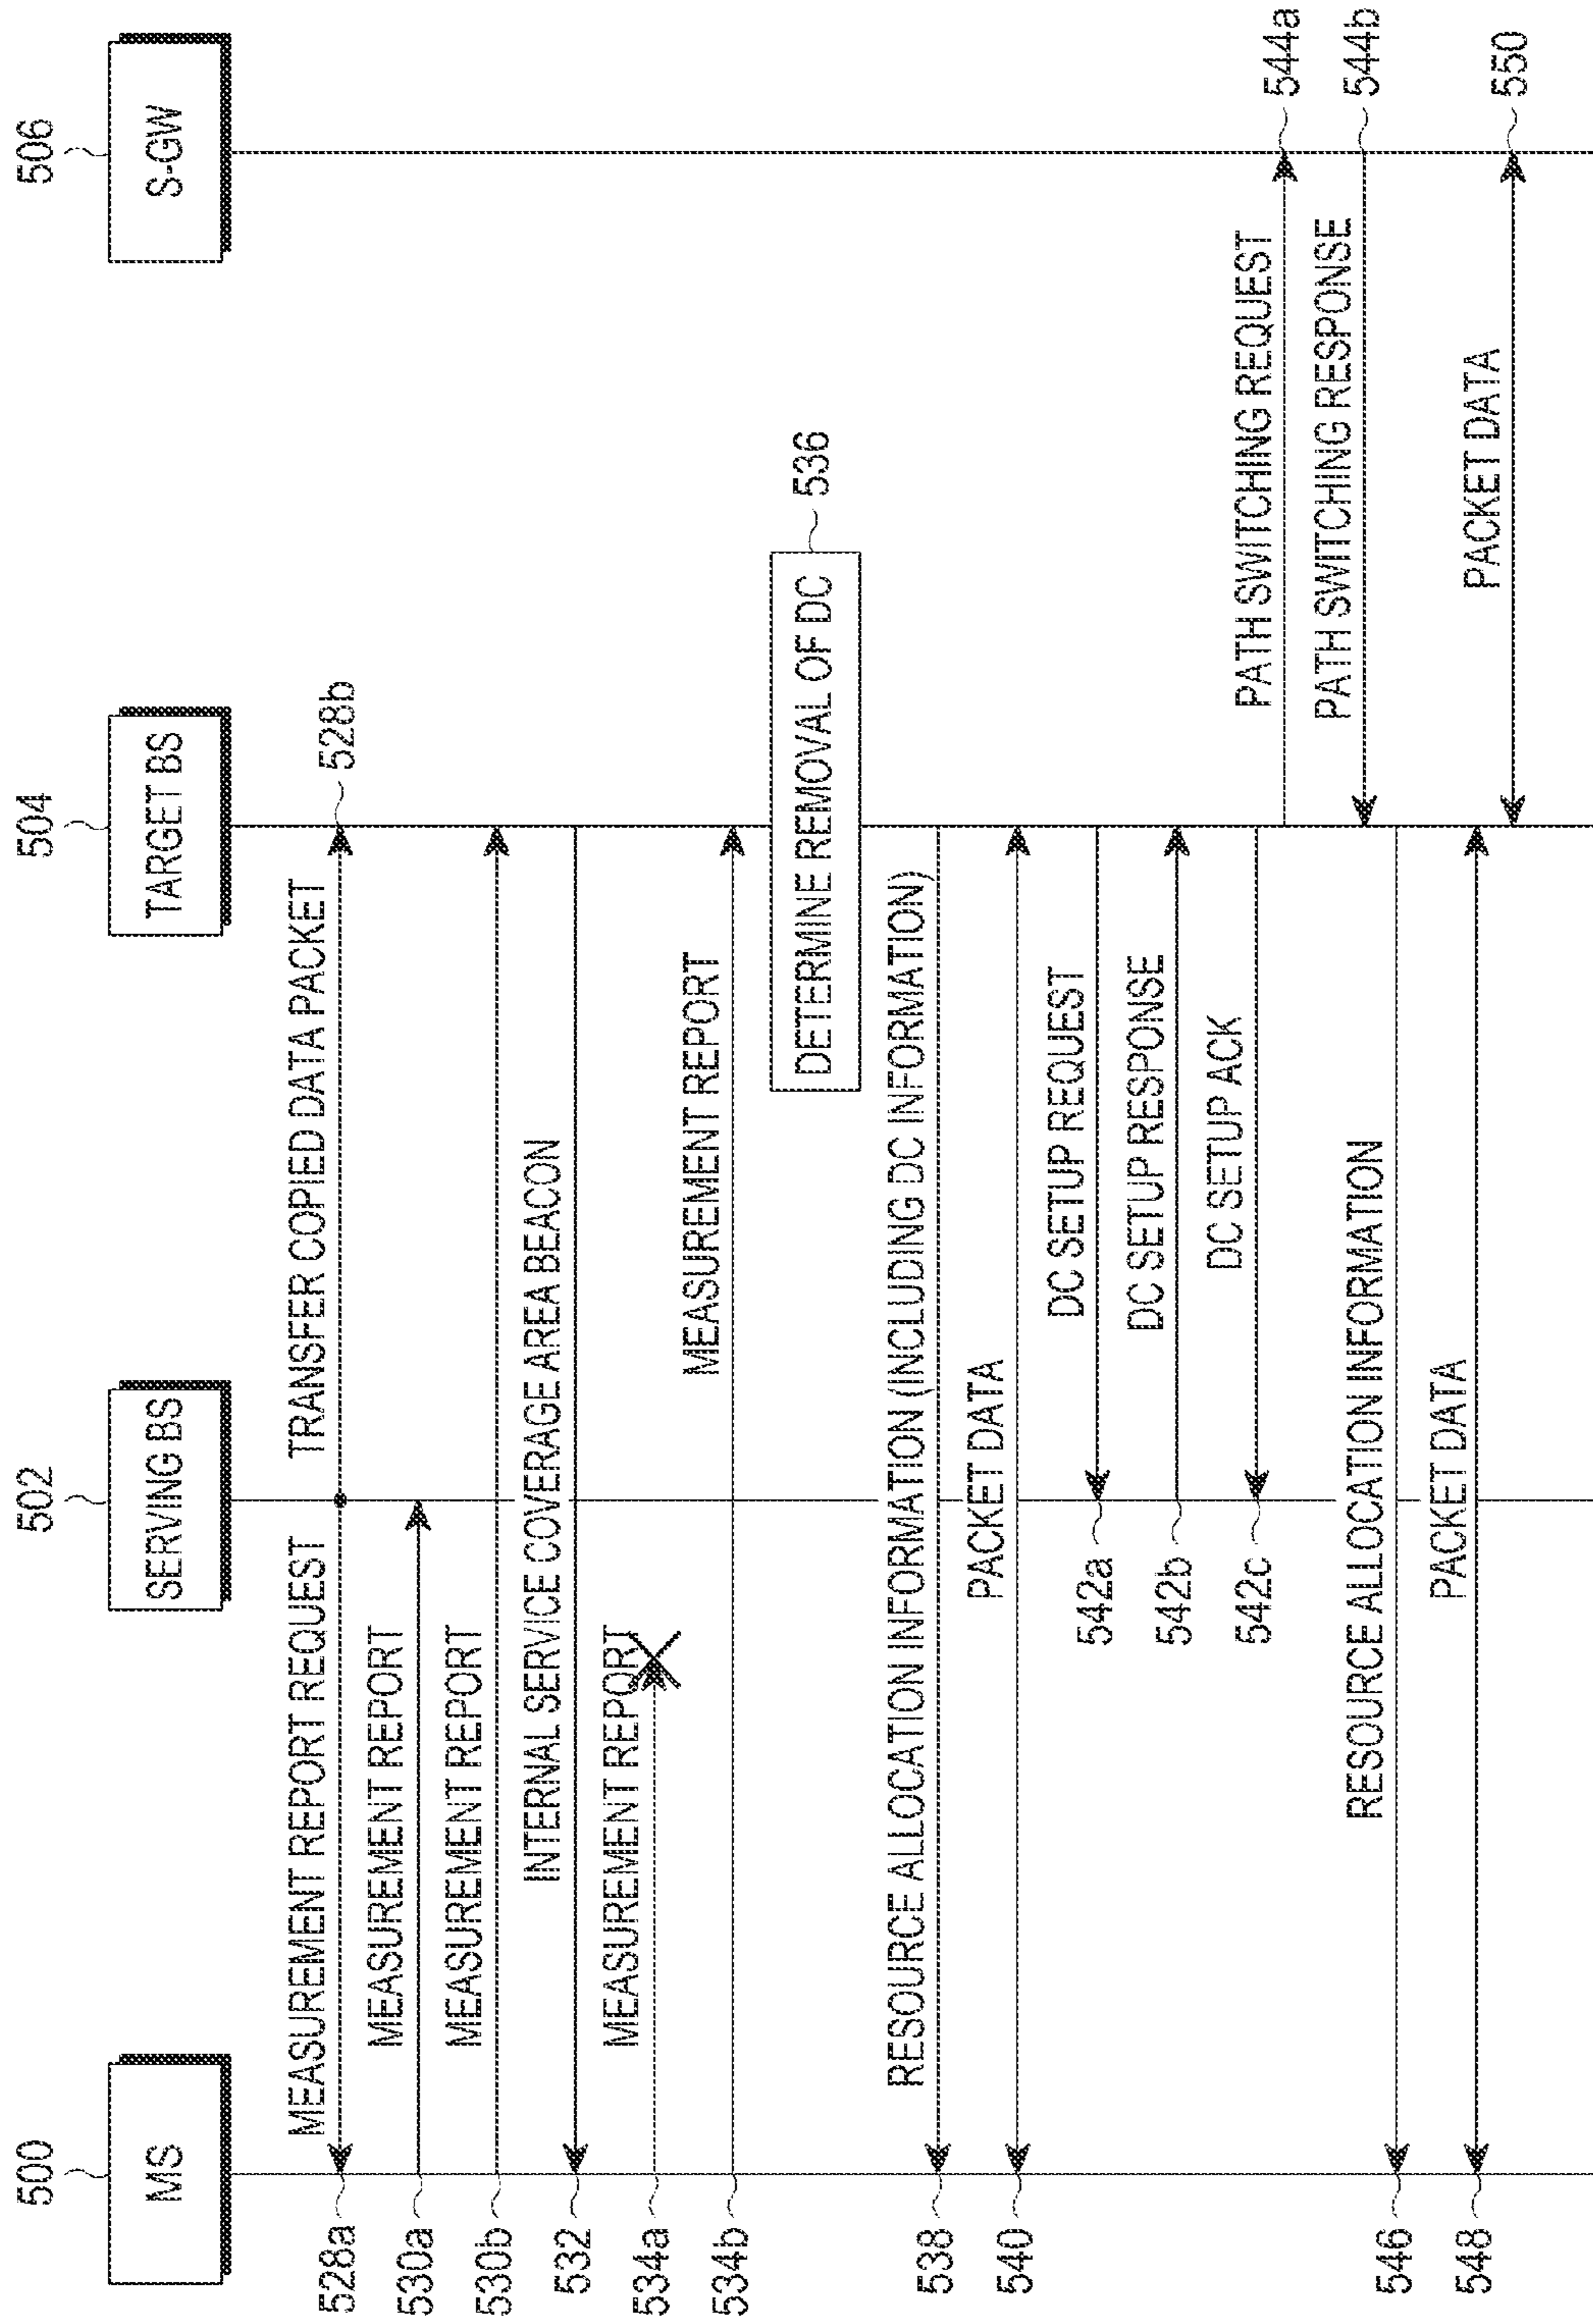 500
MS
502
SERVING BS
504
TARGET BS
506
S-GW
MEASUREMENT REPORT REQUEST
TRANSFER COPIED DATA PACKET
528a
528b
MEASUREMENT REPORT
530a
MEASUREMENT REPORT
530b
INTERNAL SERVICE COVERAGE AREA BEACON
532
MEASUREMENT REPORT
534a
MEASUREMENT REPORT
534b
DETERMINE REMOVAL OF DC
536
RESOURCE ALLOCATION INFORMATION (INCLUDING DC INFORMATION)
538
PACKET DATA
540
DC SETUP REQUEST
542a
DC SETUP RESPONSE
542b
DC SETUP ACK
542c
PATH SWITCHING REQUEST
544a
PATH SWITCHING RESPONSE
544b
RESOURCE ALLOCATION INFORMATION
546
PACKET DATA
548
PACKET DATA
550